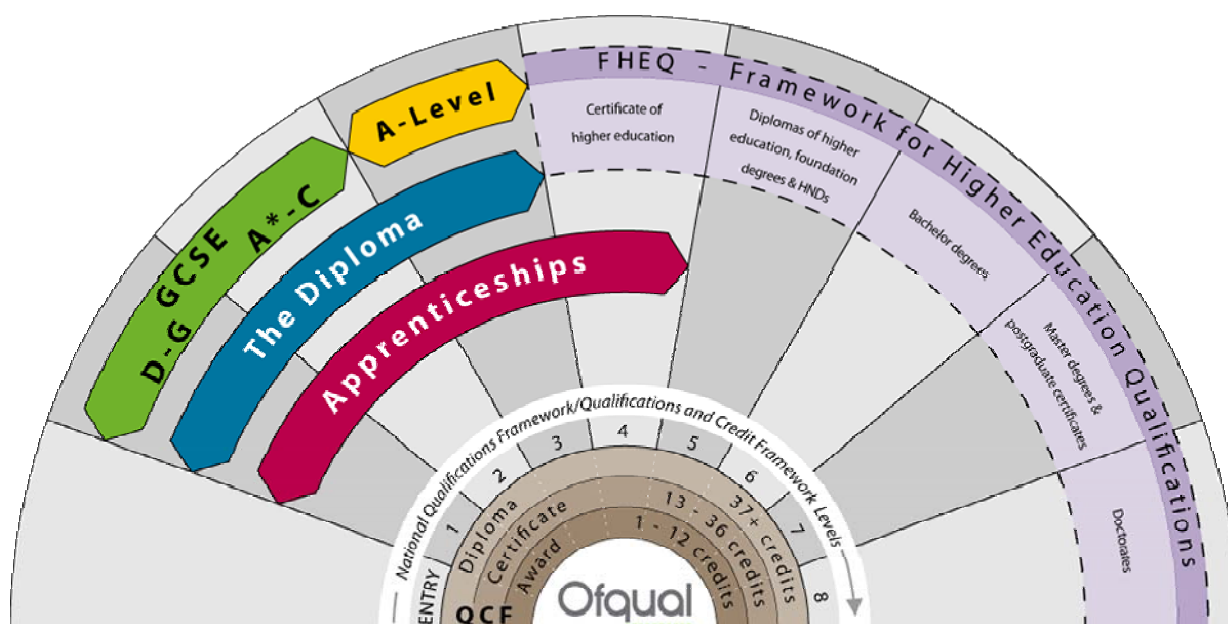 FHEQ - Framework for Higher Education Qualifications
A-Level
GCSE
D-G A*-C
The Diploma
Apprenticeships
Certificate of
higher education
Diplomas of higher
education, foundation
degrees & HNDs
Bachelor degrees
Master degrees &
postgraduate certificates
Doctorates
National Qualifications Framework/Qualifications and Credit Framework Levels
ENTRY 1 2 3 4 5 6 7 8
Diploma 37+ credits
Certificate 13 - 36 credits
Award 1 - 12 credits
QCF
Ofqual